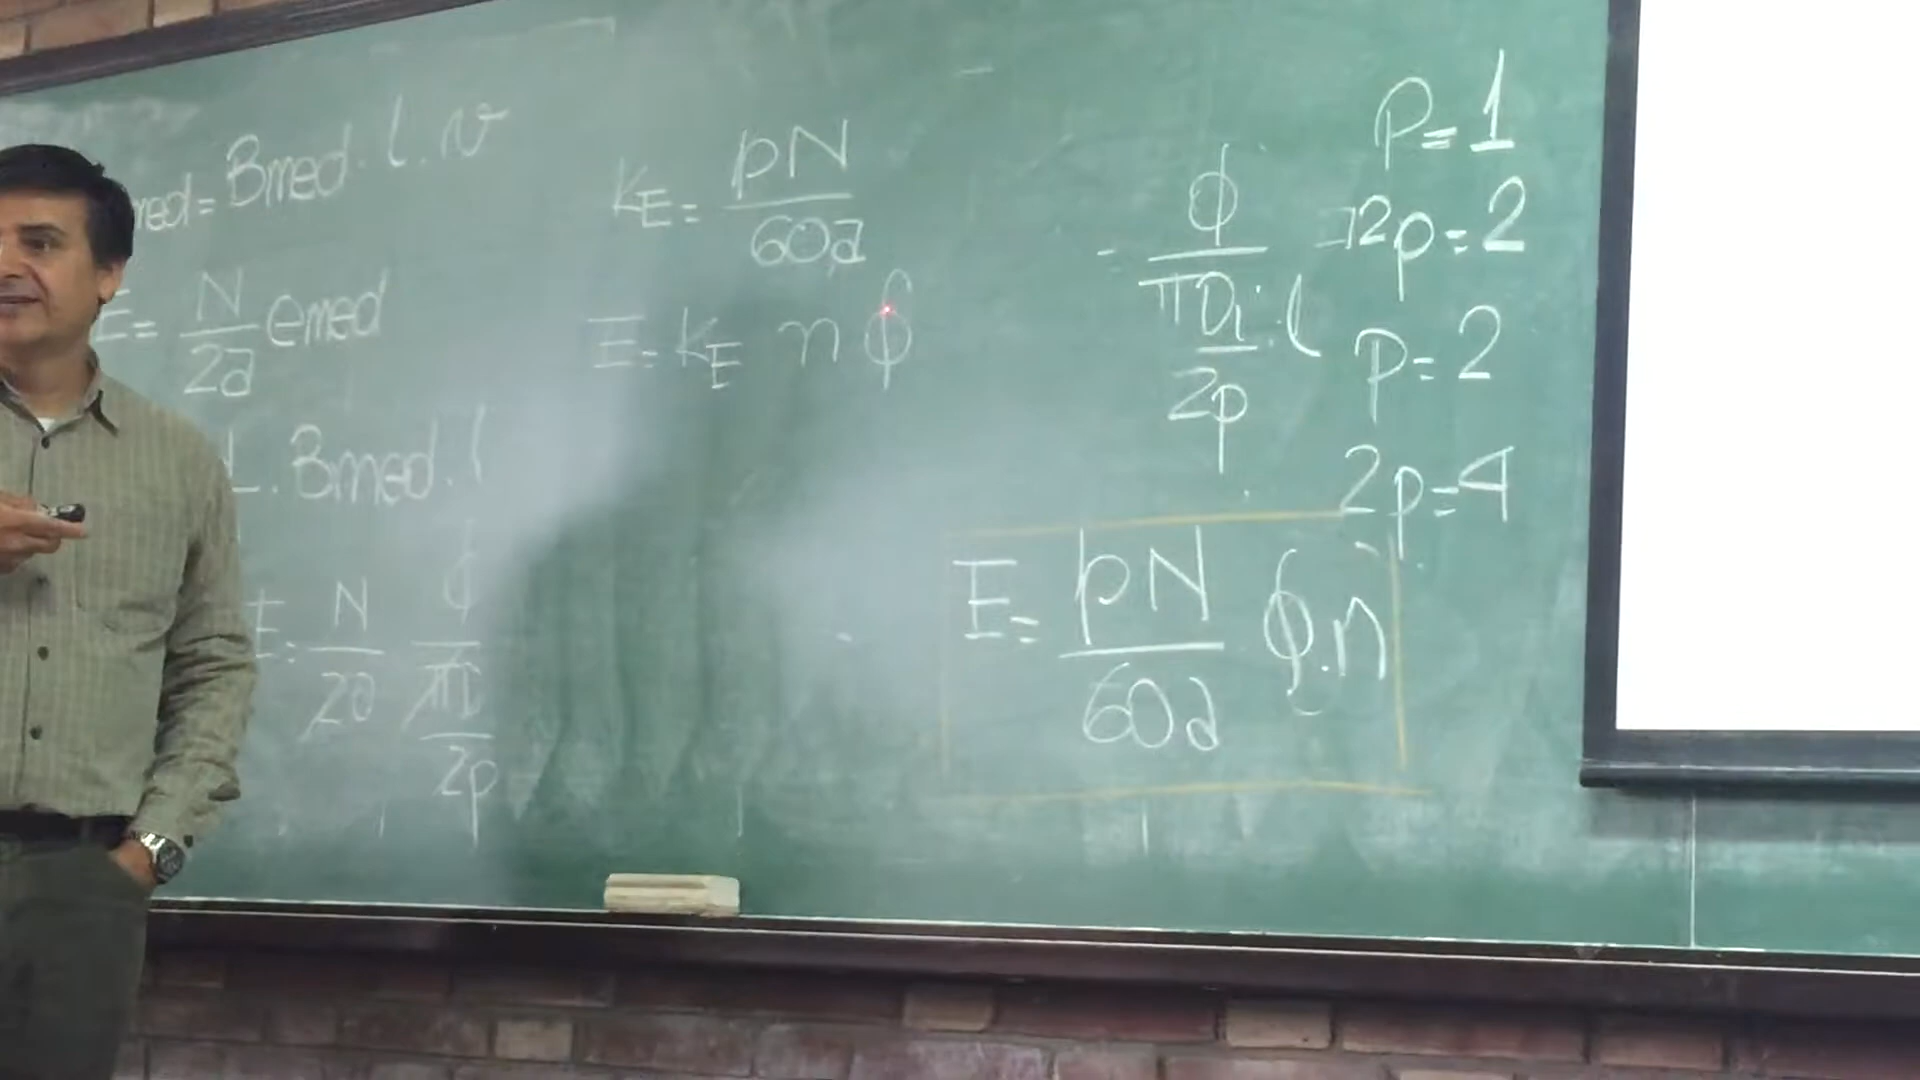 med = Bmed . l . v
E = N/2a emed
L . Bmed . l
E = N/2a ϕ/(πD/2p)
kE = pN/60a
E = kE n ϕ
= ϕ/(πDi/2p . l)
P = 1
2p = 2
P = 2
2p = 4
E = pN/60a ϕ . n